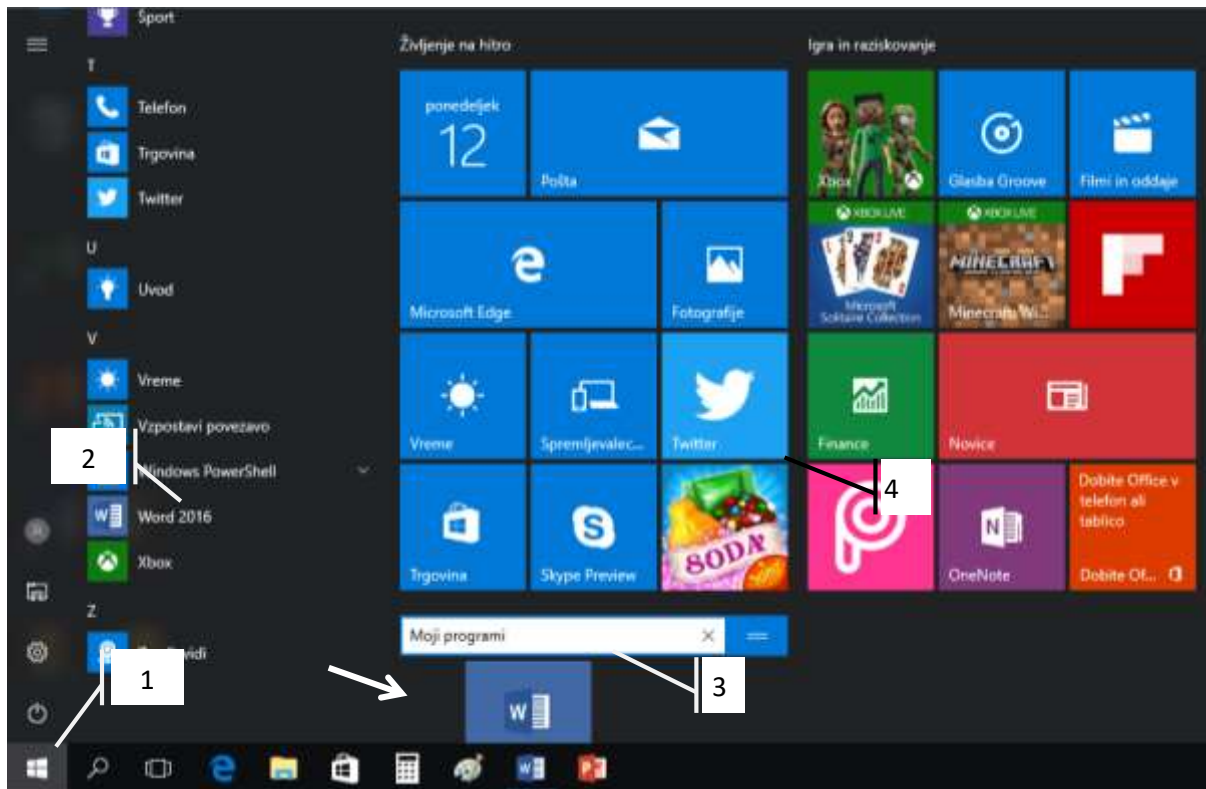 Šport
T
Telefon
Trgovina
Twitter
U
Uvod
V
Vreme
Vzpostavi povezavo
2
Windows PowerShell
Word 2016
Xbox
Z
1
Življenje na hitro
ponedeljek
12
Pošta
Microsoft Edge
Fotografije
Vreme
Spremljevalec...
Twitter
Trgovina
Skype Preview
SODA
Moji programi
3
W
Igra in raziskovanje
Xbox
Glasba Groove
Filmi in oddaje
XBOX LIVE
Microsoft
Solitaire Collection
XBOX LIVE
MINECRAFT
Minecraft: Wi...
Finance
Novice
4
OneNote
Dobite Office v
telefon ali
tablico
Dobite Of...